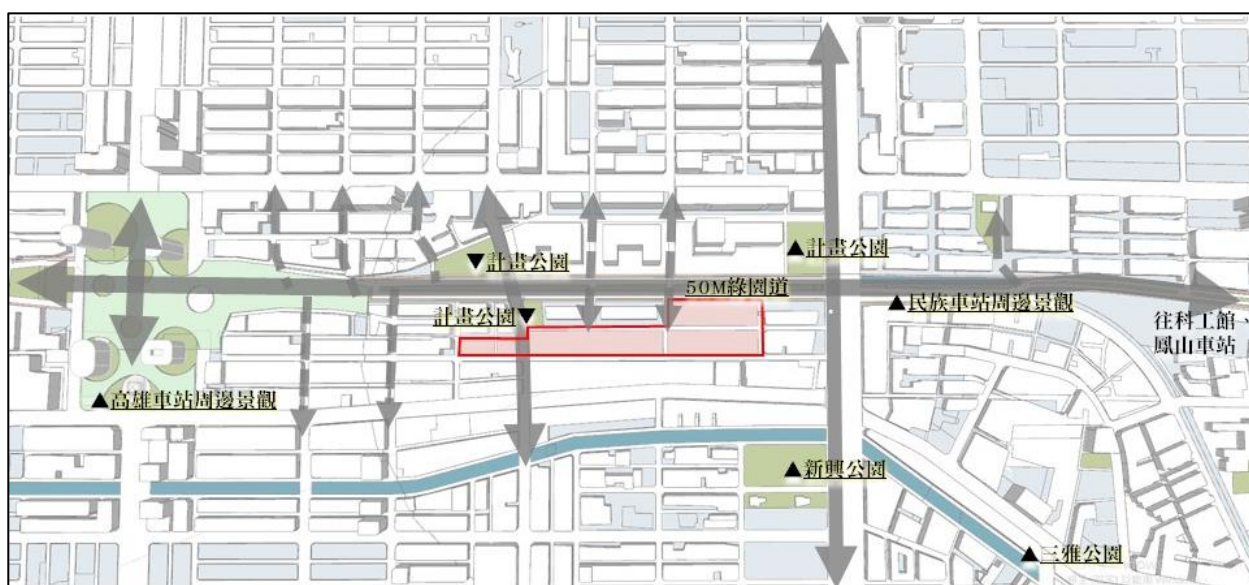 ▲計畫公園
▼計畫公園
50M綠園道
▲民族車站周邊景觀
計畫公園▼
往科工館、
鳳山車站
▲高雄車站周邊景觀
▲新興公園
▲三雅公園